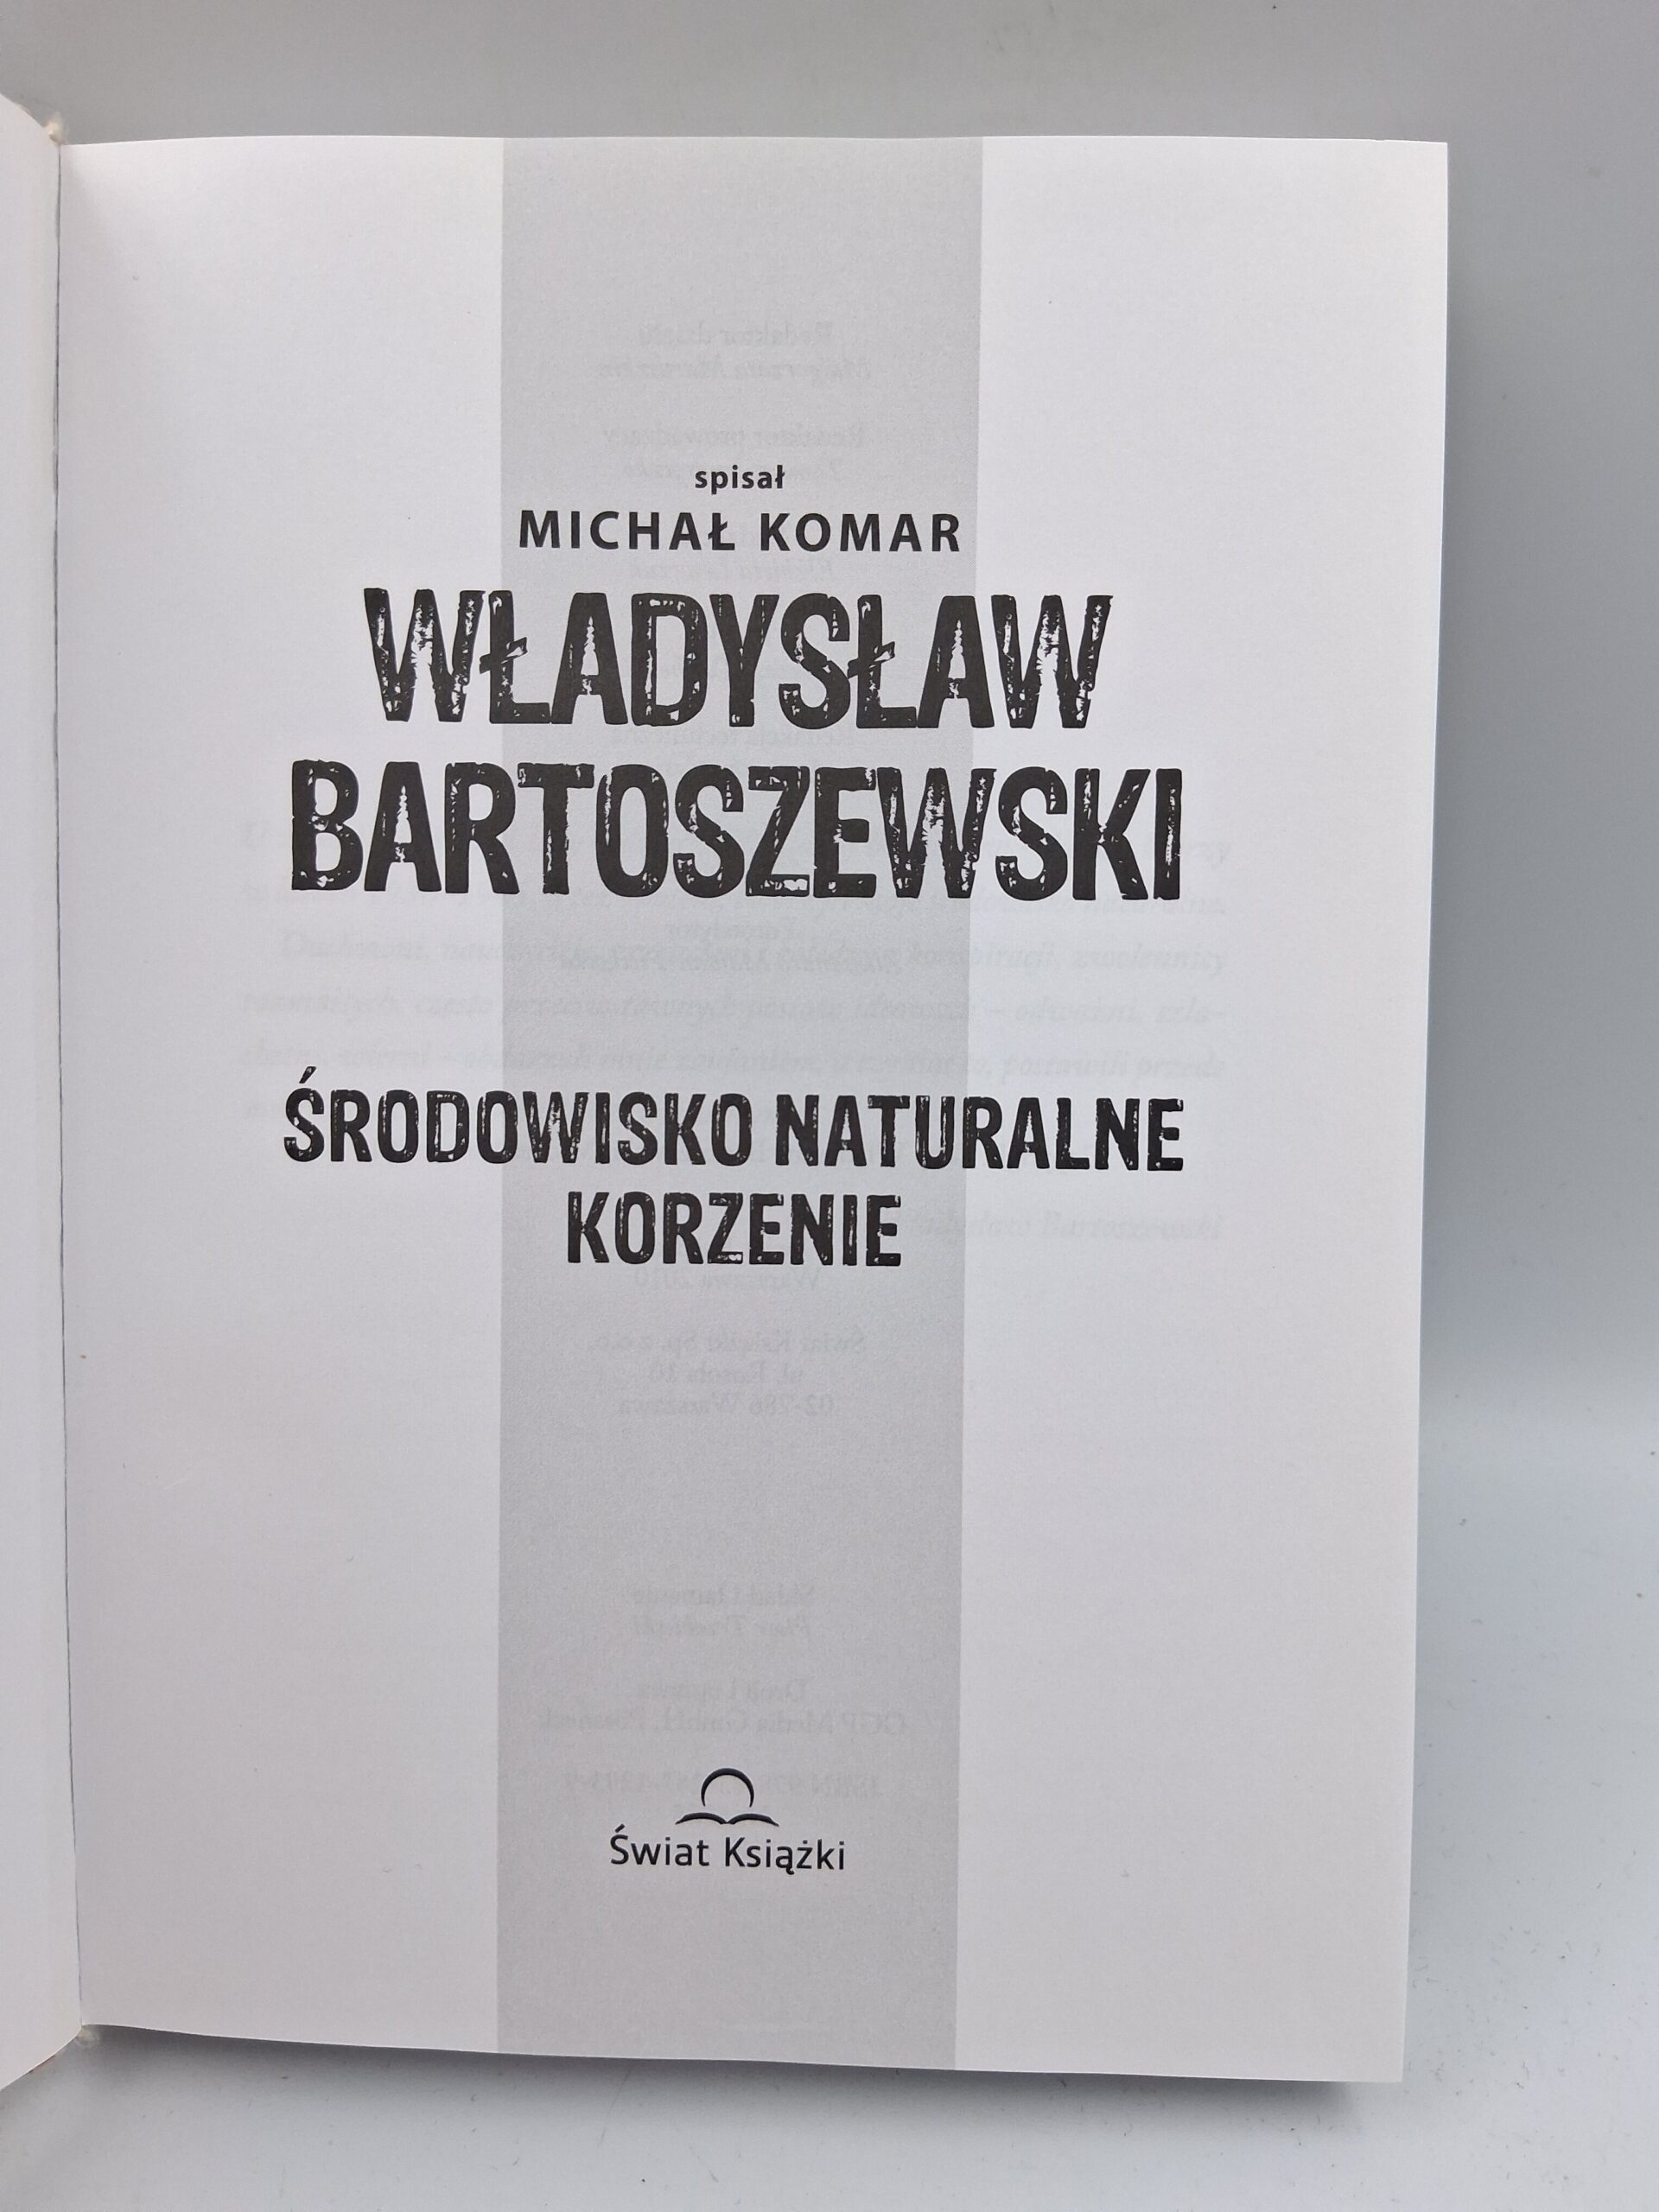 spisał
MICHAŁ KOMAR
WŁADYSŁAW
BARTOSZEWSKI
ŚRODOWISKO NATURALNE
KORZENIE
Świat Książki